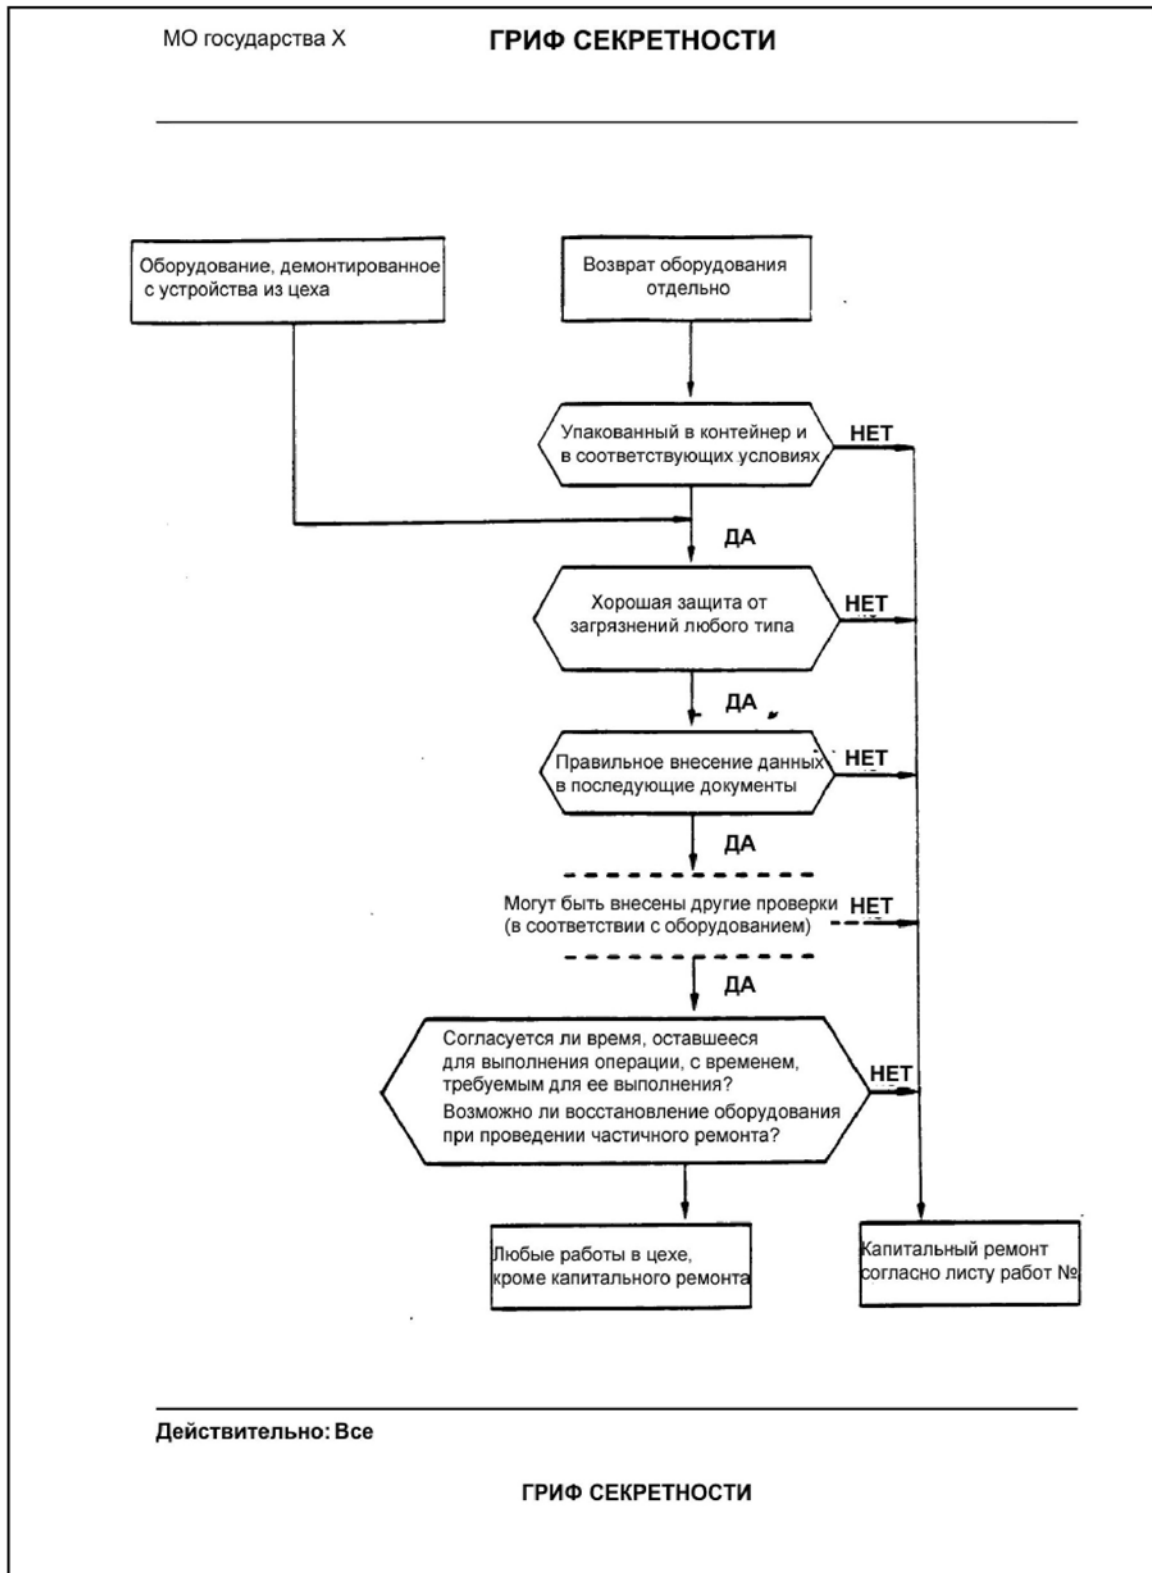 МО государства X
ГРИФ СЕКРЕТНОСТИ
Оборудование, демонтированное
с устройства из цеха
Возврат оборудования
отдельно
Упакованный в контейнер и
в соответствующих условиях
НЕТ
ДА
Хорошая защита от
загрязнений любого типа
НЕТ
ДА
Правильное внесение данных
в последующие документы
НЕТ
ДА
Могут быть внесены другие проверки
(в соответствии с оборудованием)
НЕТ
ДА
Согласуется ли время, оставшееся
для выполнения операции, с временем,
требуемым для ее выполнения?
Возможно ли восстановление оборудования
при проведении частичного ремонта?
НЕТ
Любые работы в цехе,
кроме капитального ремонта
Капитальный ремонт
согласно листу работ №
Действительно: Все
ГРИФ СЕКРЕТНОСТИ